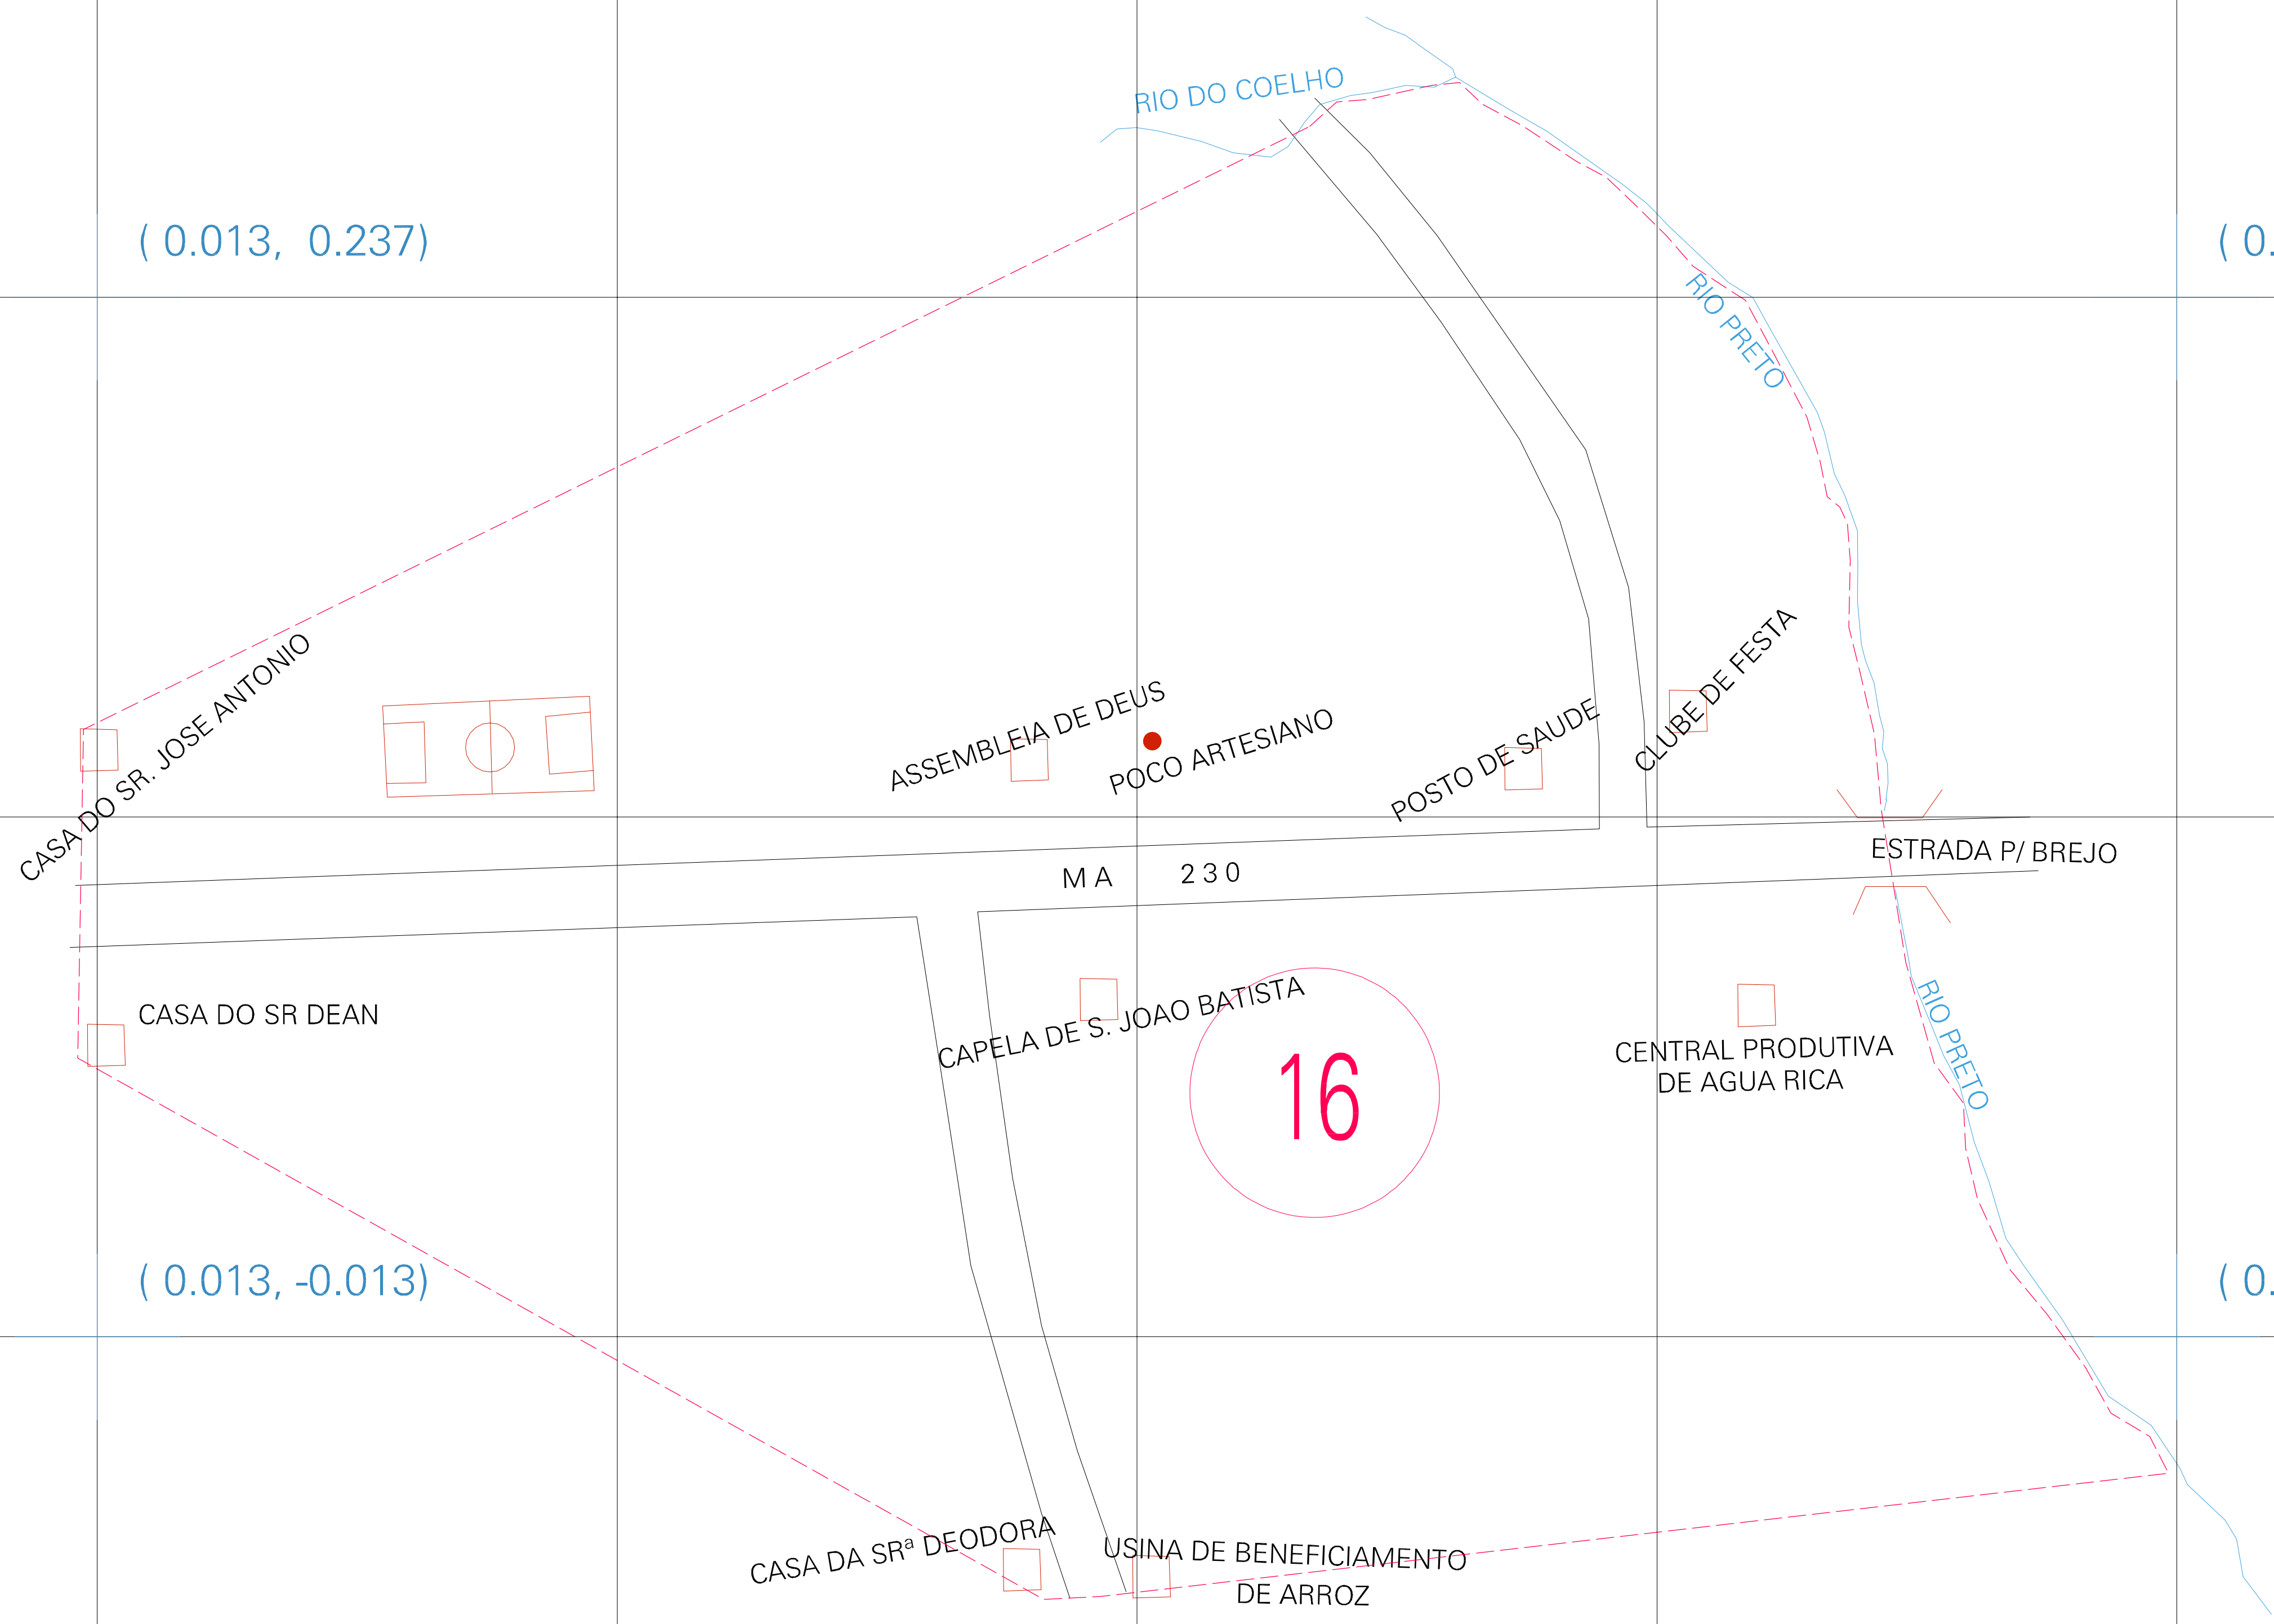 RIO DO COELHO
( 0.013,  0.237)
( 0.
RIO PRETO
CASA DO SR. JOSE ANTONIO
ASSEMBLEIA DE DEUS
POCO ARTESIANO
POSTO DE SAUDE
CLUBE DE FESTA
MA 230
ESTRADA P/ BREJO
CASA DO SR DEAN
CAPELA DE S. JOAO BATISTA
16
CENTRAL PRODUTIVA
DE AGUA RICA
RIO PRETO
( 0.013, -0.013)
( 0.
CASA DA SRª DEODORA
USINA DE BENEFICIAMENTO
DE ARROZ